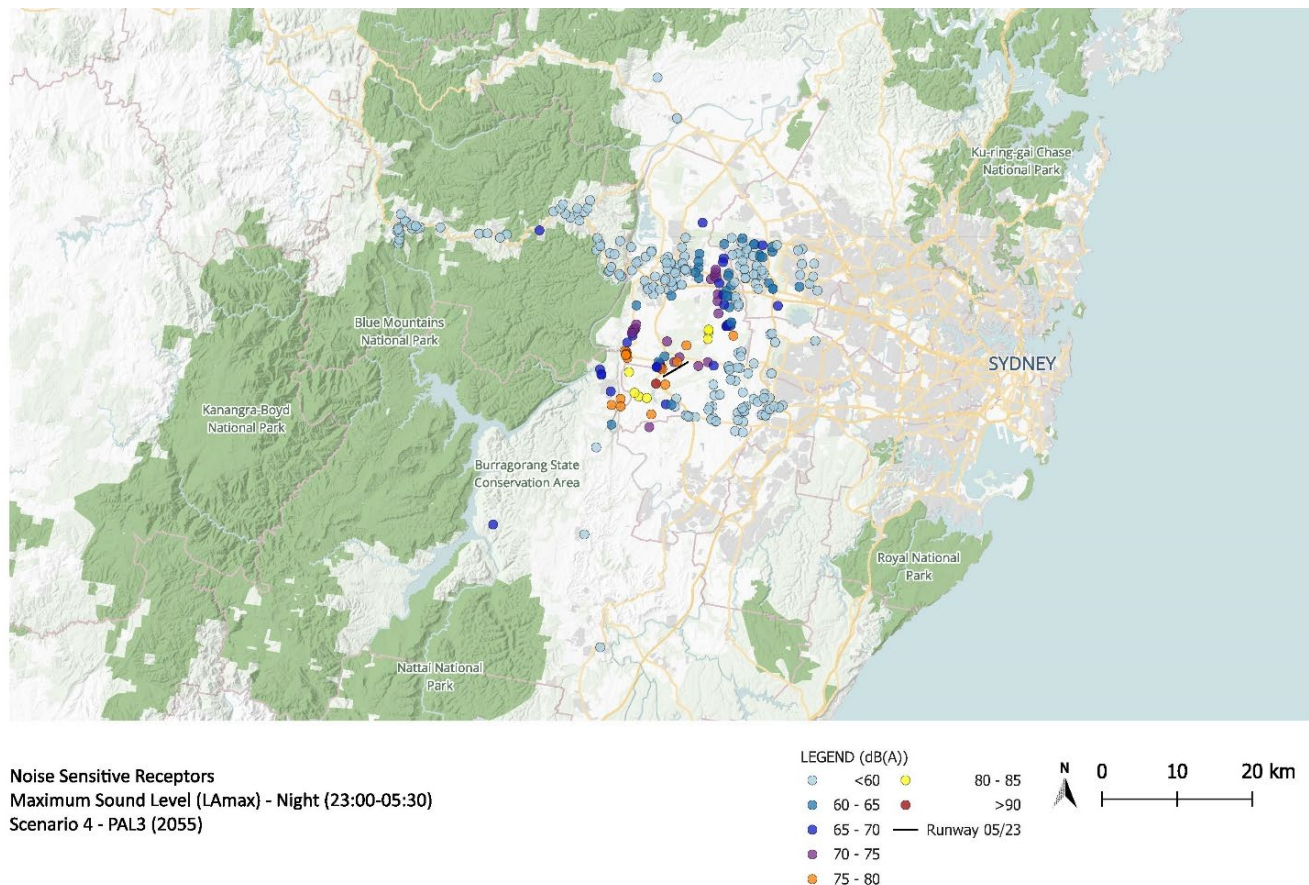 Ku-ring-gai Chase
National Park
Blue Mountains
National Park
SYDNEY
Kanangra-Boyd
National Park
Burragorang State
Conservation Area
Royal National
Park
Nattai National
Park
Noise Sensitive Receptors
Maximum Sound Level (LAmax) - Night (23:00-05:30)
Scenario 4 - PAL3 (2055)
LEGEND (dB(A))
<60
80 - 85
60 - 65
>90
65 - 70
Runway 05/23
70 - 75
75 - 80
N
0 10 20 km